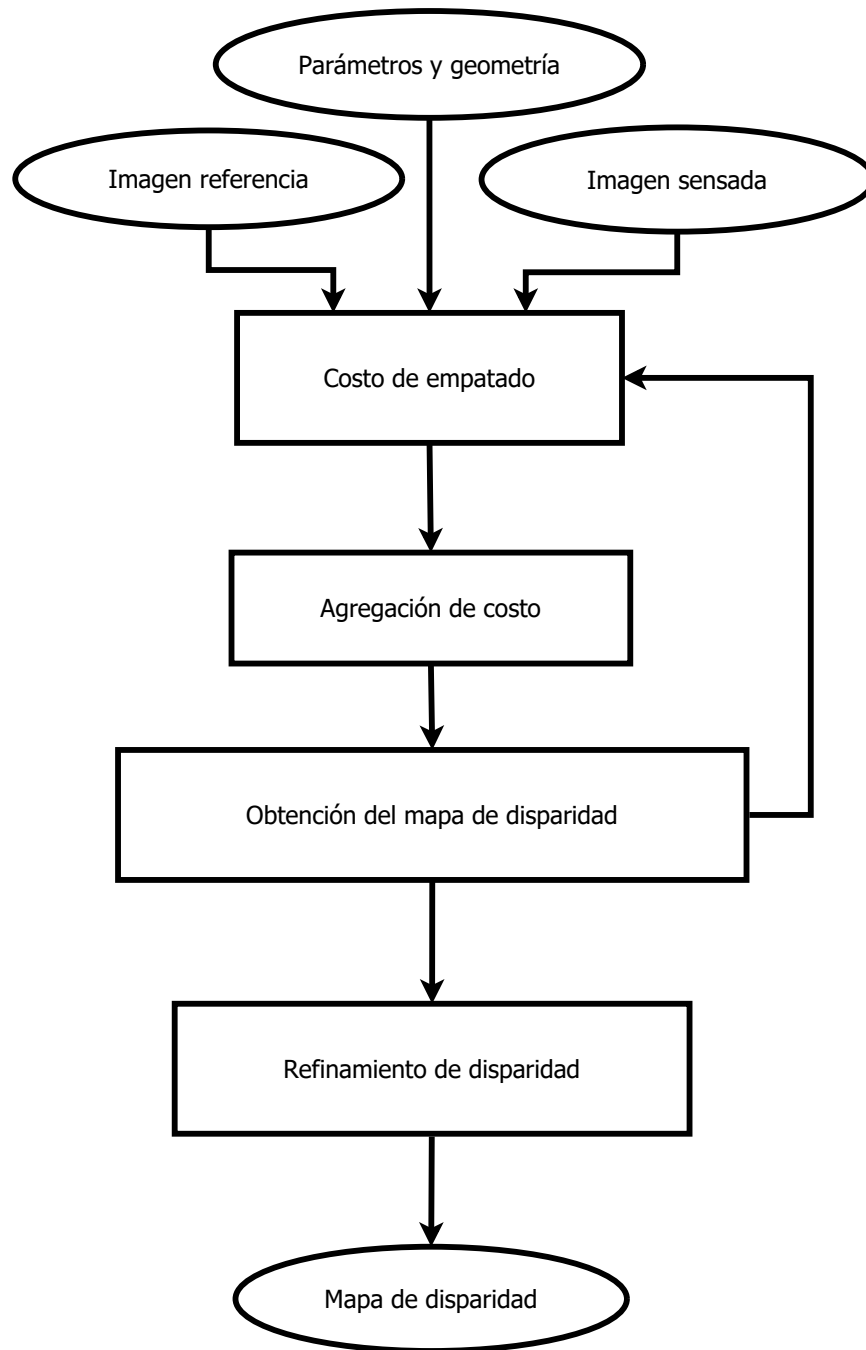 Parámetros y geometría
Imagen referencia
Imagen sensada
Costo de empatado
Agregación de costo
Obtención del mapa de disparidad
Refinamiento de disparidad
Mapa de disparidad